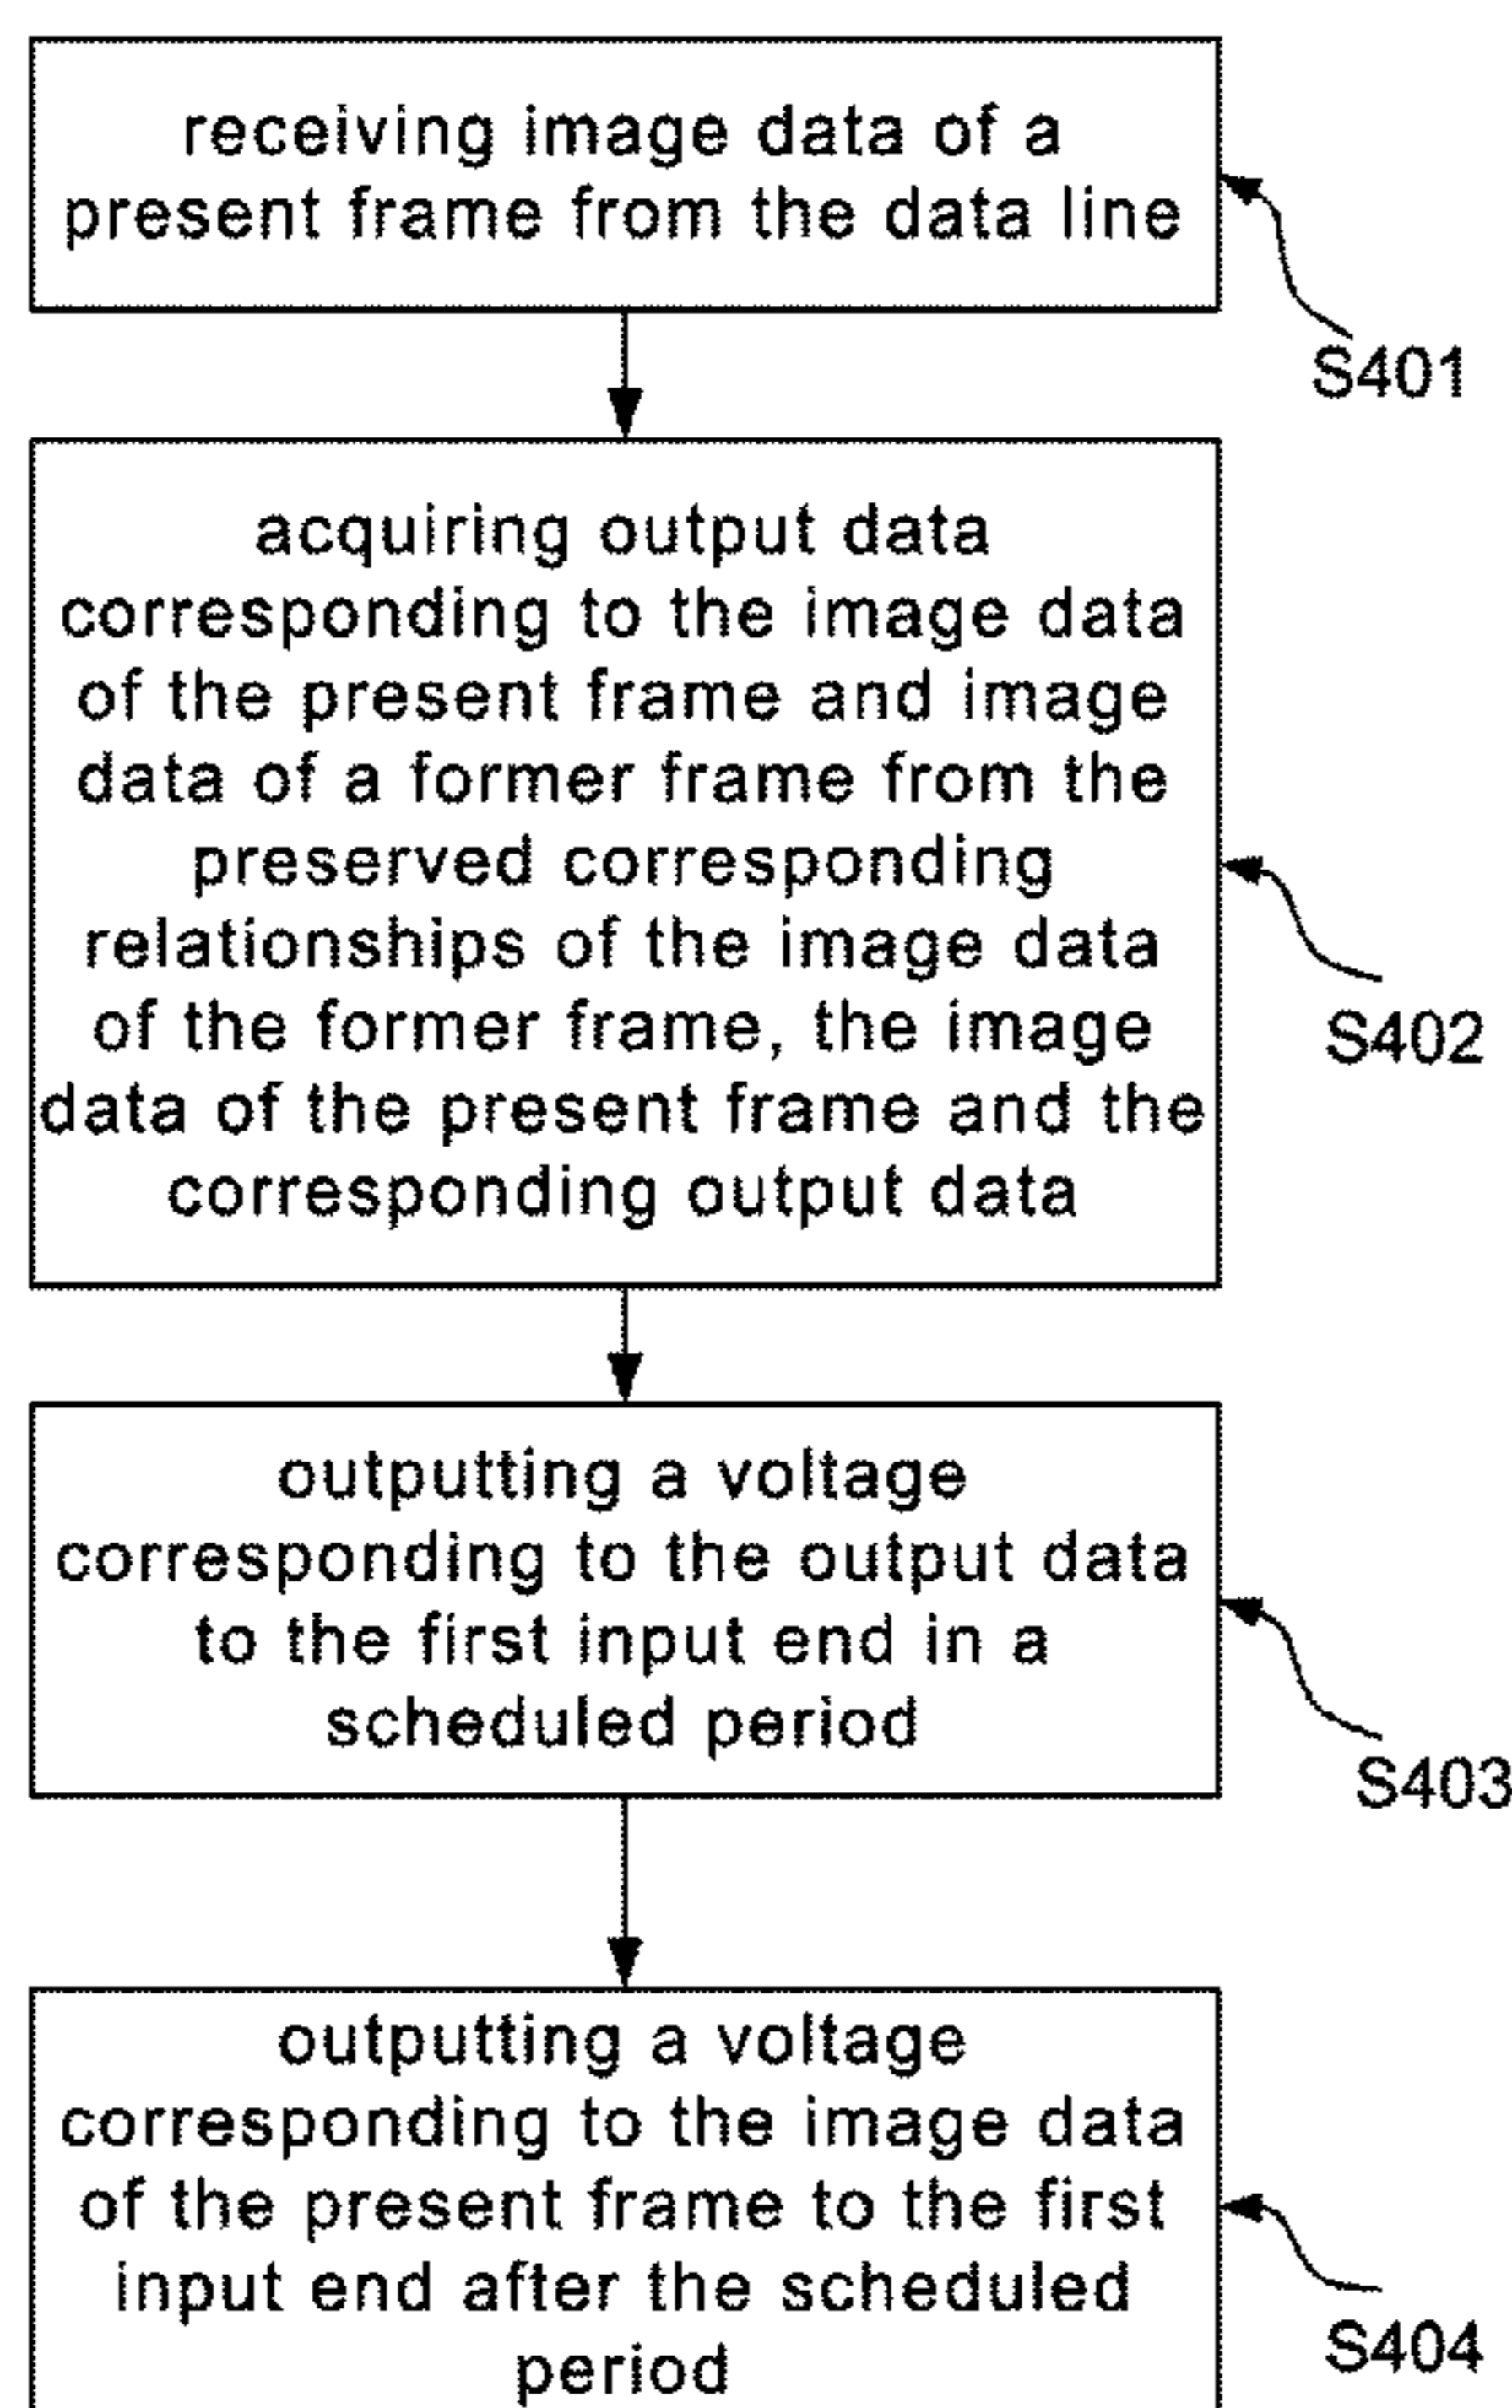 receiving image data of a
present frame from the data line
S401
acquiring output data
corresponding to the image data
of the present frame and image
data of a former frame from the
preserved corresponding
relationships of the image data
of the former frame, the image
data of the present frame and the
corresponding output data
S402
outputting a voltage
corresponding to the output data
to the first input end in a
scheduled period
S403
outputting a voltage
corresponding to the image data
of the present frame to the first
input end after the scheduled
period
S404